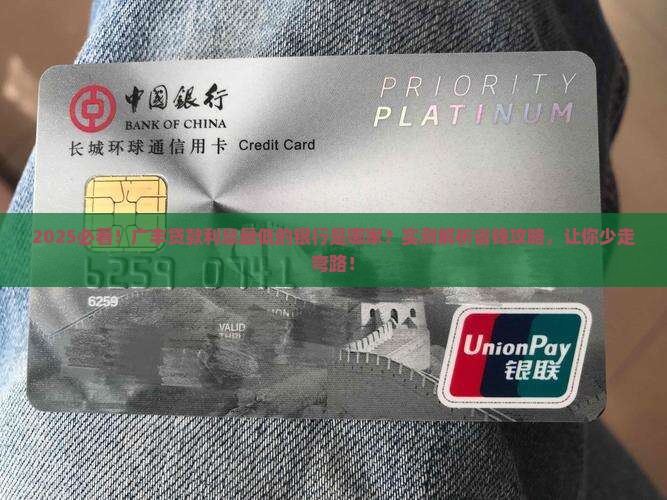 PRIORITY
PLATINUM
中国银行
BANK OF CHINA
长城环球通信用卡 Credit Card
2025必看！广丰贷款利息最低的银行是哪家？实例解析省钱攻略，让你少走
弯路！
6259
6259
MONT
VALID
UnionPay
银联